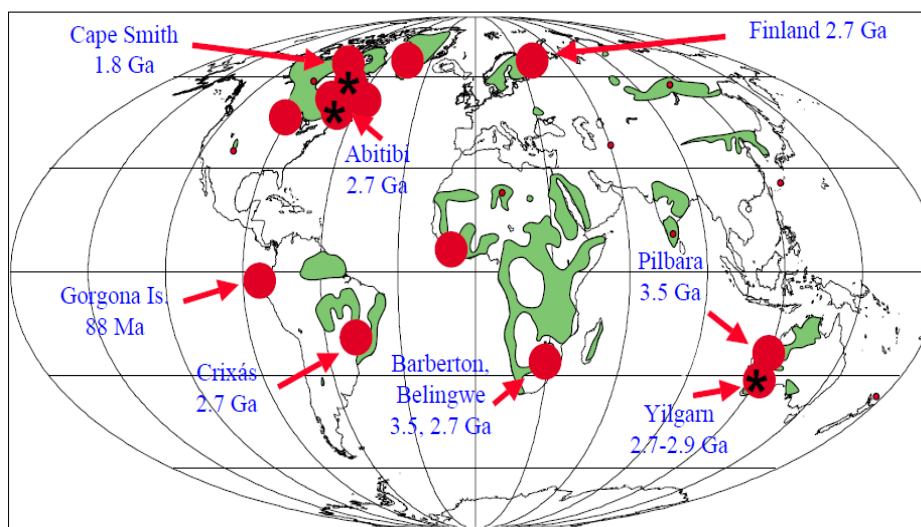 Cape Smith
1.8 Ga
Finland 2.7 Ga
Abitibi
2.7 Ga
Pilbara
3.5 Ga
Gorgona Is.
88 Ma
Crixás
2.7 Ga
Barberton,
Belingwe
3.5, 2.7 Ga
Yilgarn
2.7-2.9 Ga